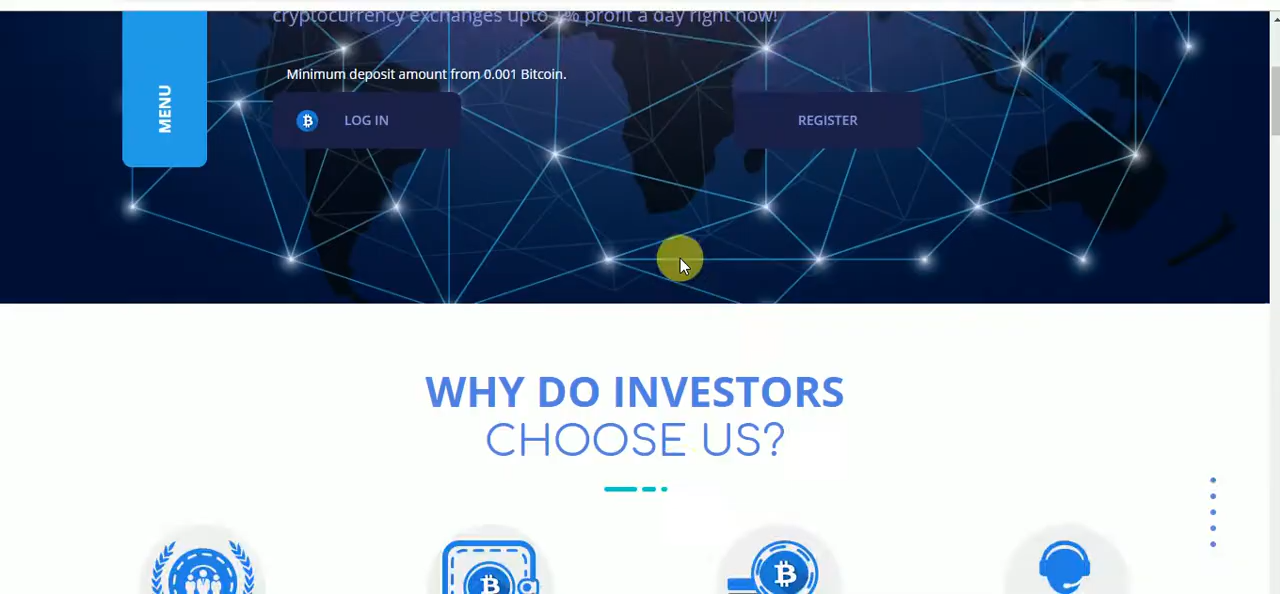 cryptocurrency exchanges upto % profit a day right now!
Minimum deposit amount from 0.001 Bitcoin.
MENU
LOG IN
REGISTER
WHY DO INVESTORS
CHOOSE US?